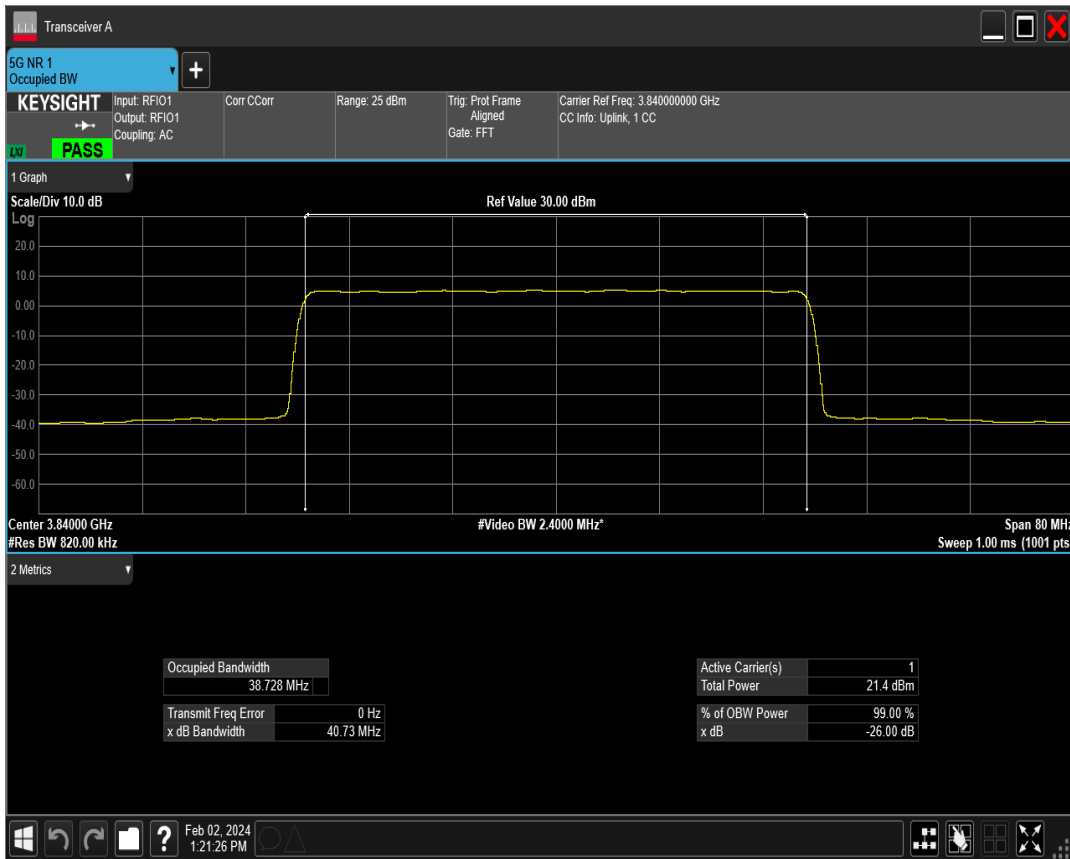 Transceiver A
5G NR 1
Occupied BW
+
KEYSIGHT
LXI
PASS
Input: RFIO1
Output: RFIO1
Coupling: AC
Corr CCorr
Range: 25 dBm
Trig: Prot Frame
Aligned
Gate: FFT
Carrier Ref Freq: 3.840000000 GHz
CC Info: Uplink, 1 CC
1 Graph
Scale/Div 10.0 dB
Ref Value 30.00 dBm
Log
20.0
10.0
0.00
-10.0
-20.0
-30.0
-40.0
-50.0
-60.0
Center 3.84000 GHz
#Video BW 2.4000 MHz*
Span 80 MHz
#Res BW 820.00 kHz
Sweep 1.00 ms (1001 pts
2 Metrics
Occupied Bandwidth
38.728 MHz
Transmit Freq Error 0 Hz
x dB Bandwidth 40.73 MHz
Active Carrier(s) 1
Total Power 21.4 dBm
% of OBW Power 99.00 %
x dB -26.00 dB
?
Feb 02, 2024
1:21:26 PM